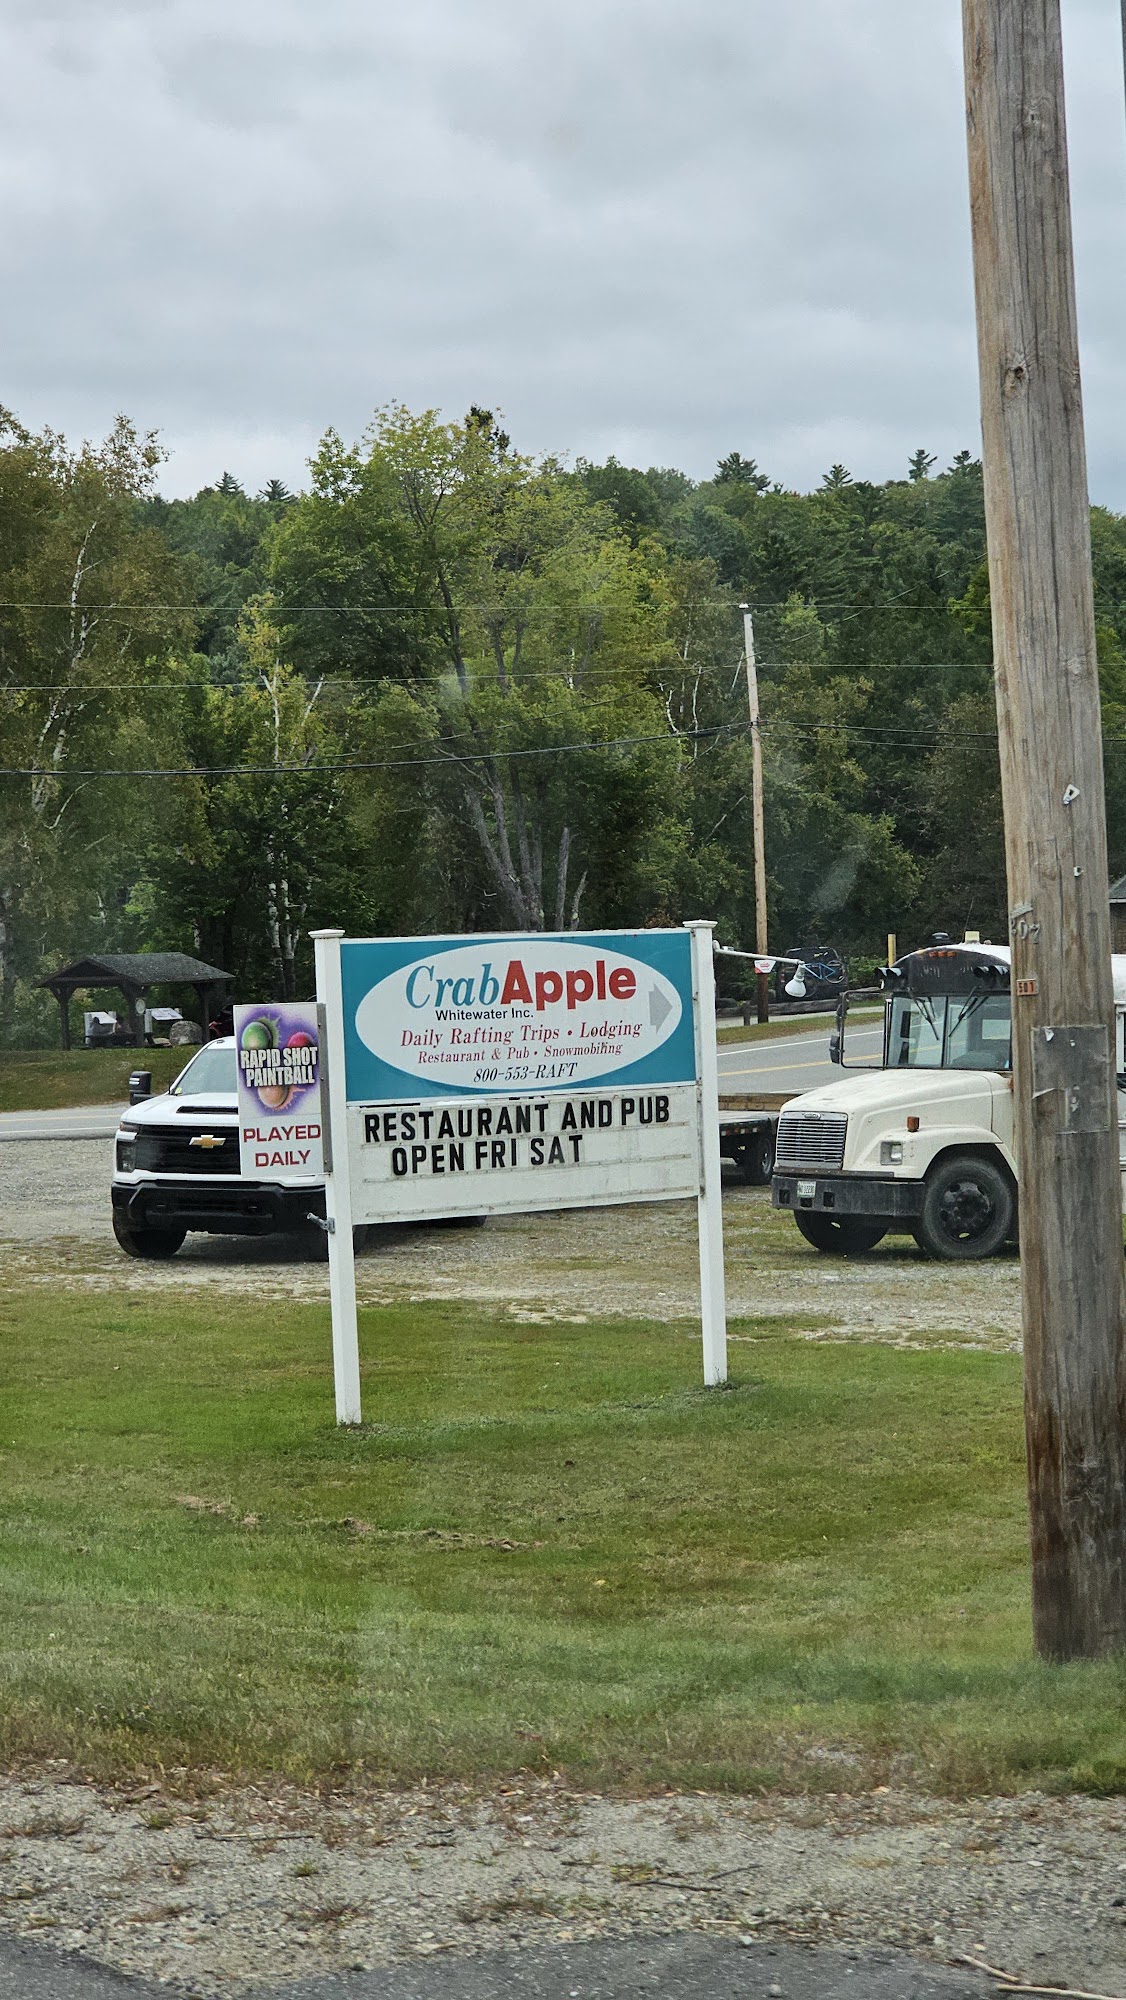 CrabApple
Whitewater Inc.
Daily Rafting Trips • Lodging
Restaurant & Pub • Snowmobiling
800-553-RAFT
RESTAURANT AND PUB
OPEN FRI SAT
RAPID SHOT
PAINTBALL
PLAYED
DAILY
501